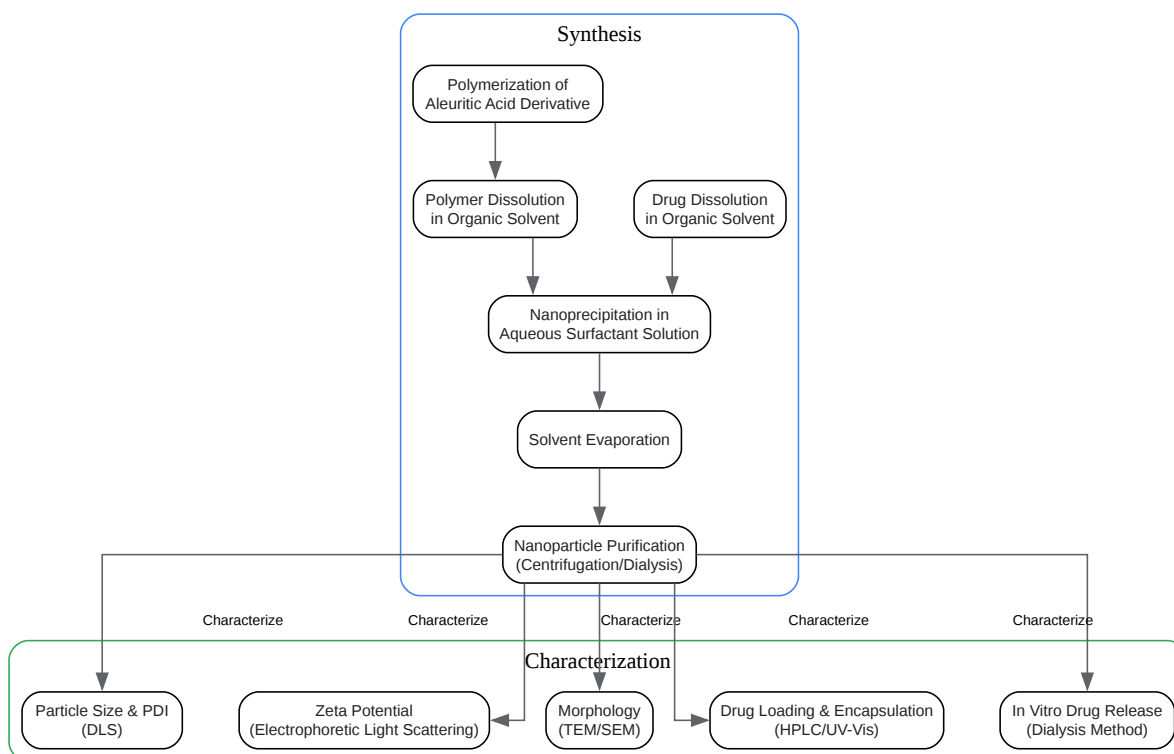 Synthesis
Polymerization of
Aleuritic Acid Derivative
Polymer Dissolution
in Organic Solvent
Drug Dissolution
in Organic Solvent
Nanoprecipitation in
Aqueous Surfactant Solution
Solvent Evaporation
Nanoparticle Purification
(Centrifugation/Dialysis)
Characterize
Characterize
Characterize
Characterize
Characterize
Characterization
Particle Size & PDI
(DLS)
Zeta Potential
(Electrophoretic Light Scattering)
Morphology
(TEM/SEM)
Drug Loading & Encapsulation
(HPLC/UV-Vis)
In Vitro Drug Release
(Dialysis Method)